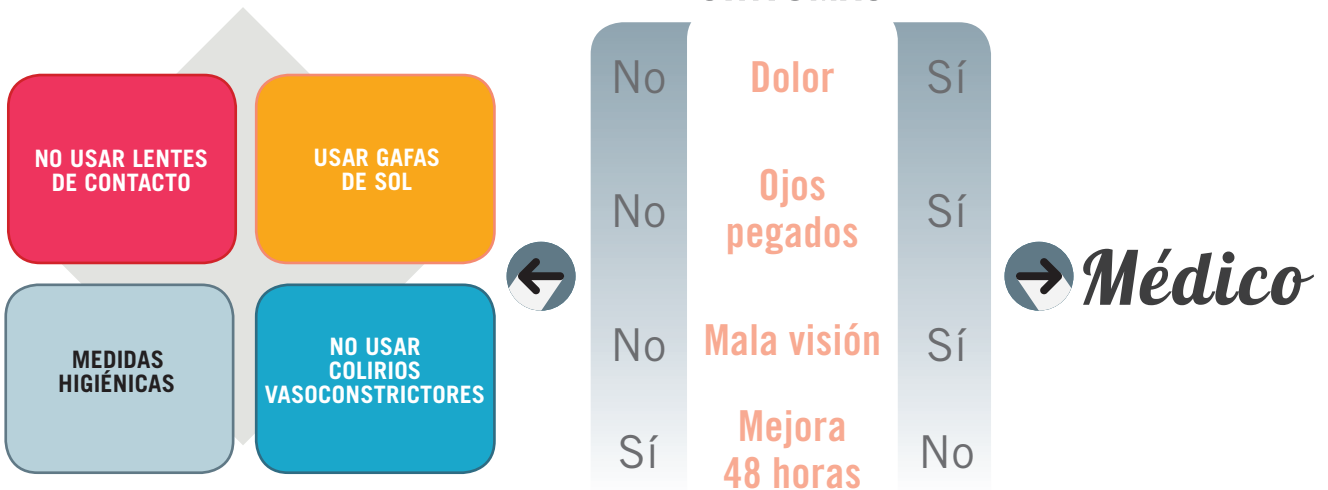 NO USAR LENTES
DE CONTACTO
USAR GAFAS
DE SOL
MEDIDAS
HIGIÉNICAS
NO USAR
COLIRIOS
VASOCONSTRICTORES
No
Dolor
Sí
No
Ojos
pegados
Sí
No
Mala visión
Sí
Sí
Mejora
48 horas
No
Médico